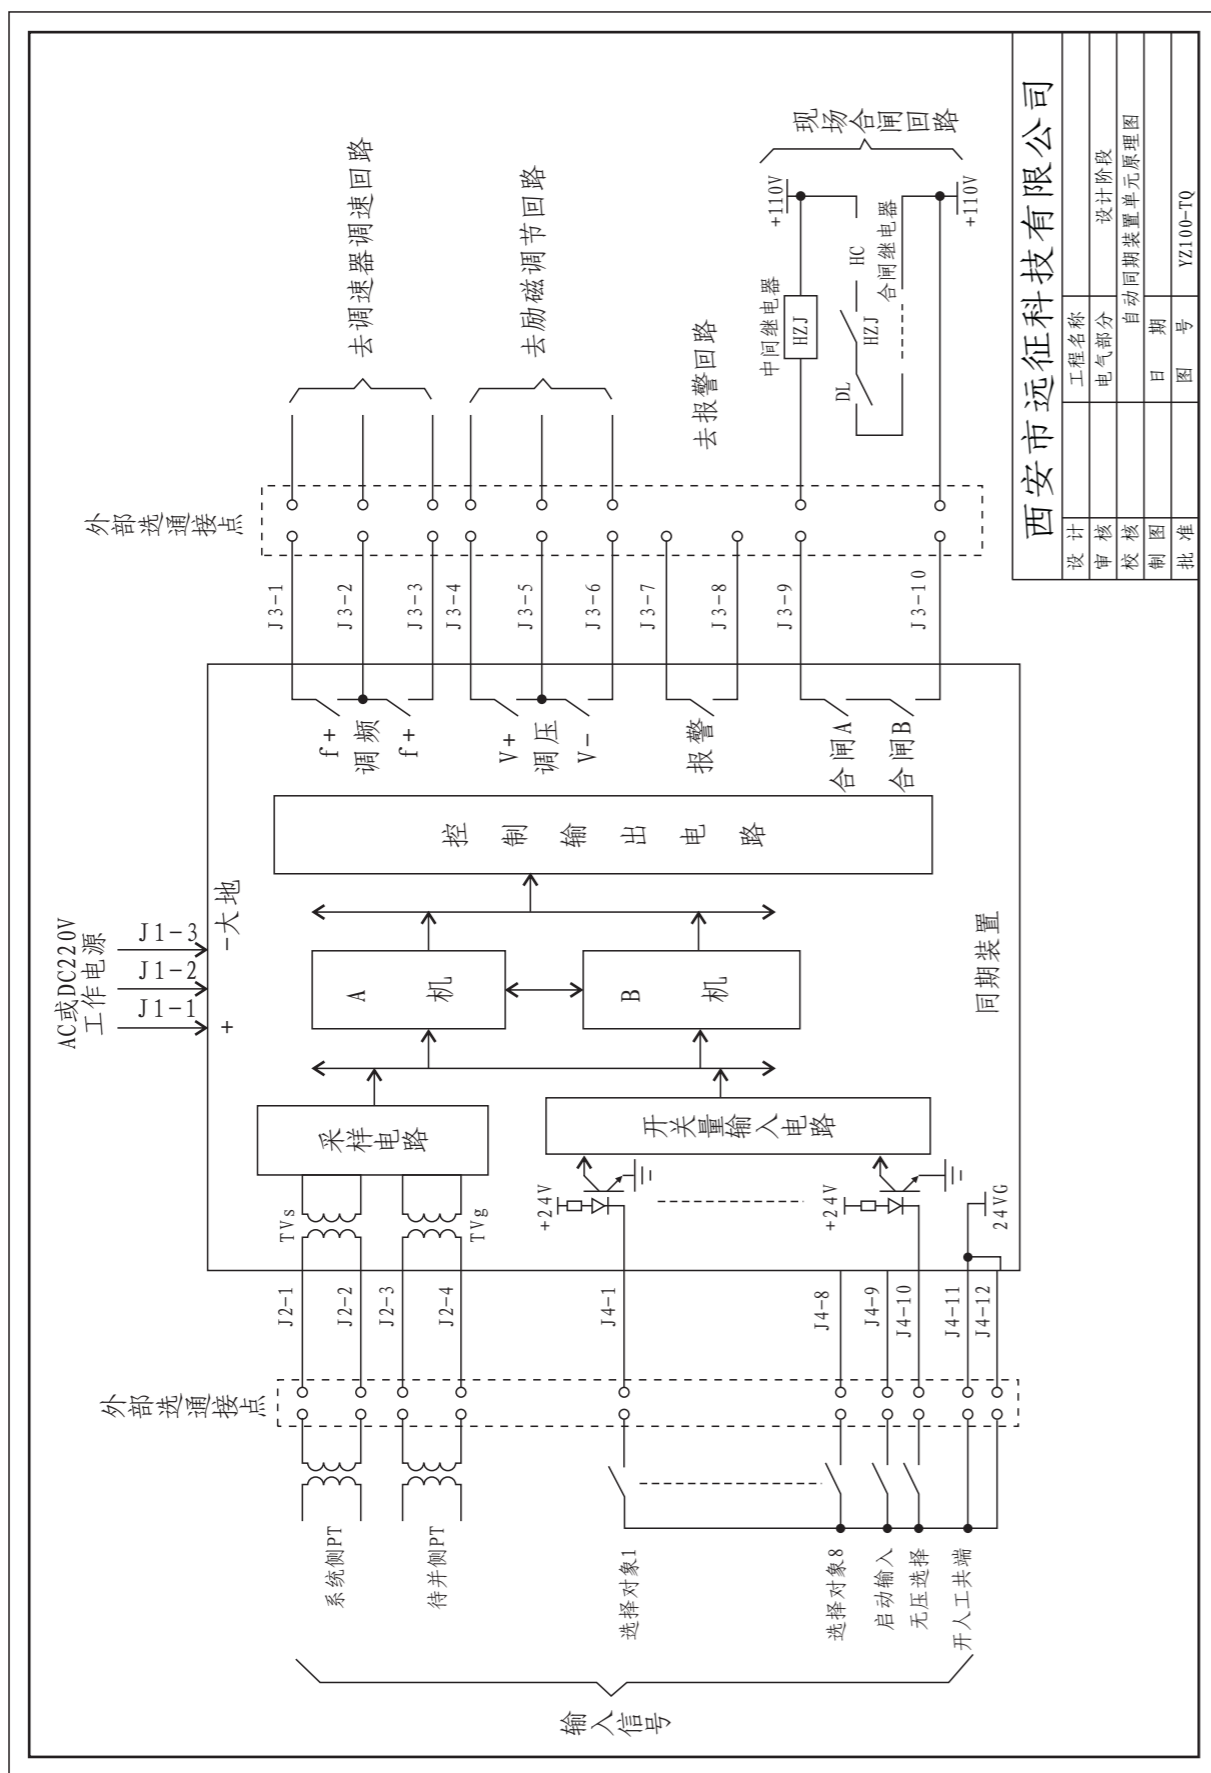 输入信号
系统侧PT
待并侧PT
选择对象1
选择对象8
启动输入
无压选择
开人工共端
外部选通接点
J2-1
J2-2
J2-3
J2-4
J4-1
J4-8
J4-9
J4-10
J4-11
J4-12
TVs
TVg
+24V
+24V
24VG
采样电路
开关量输入电路
AC或DC220V
工作电源
J1-1
J1-2
J1-3
+
-大地
A机
B机
同期装置
控制输出电路
f+
调频
f+
V+
调压
V-
报警
合闸A
合闸B
J3-1
J3-2
J3-3
J3-4
J3-5
J3-6
J3-7
J3-8
J3-9
J3-10
外部选通接点
去调速器调速回路
去励磁调节回路
去报警回路
中间继电器
HZJ
DL
HZJ
HC
合闸继电器
+110V
+110V
现场合闸回路
西安市远征科技有限公司
设计 工程名称
审核 电气部分 设计阶段
校核 自动同期装置单元原理图
制图 日期
批准 图号 YZ100-TQ